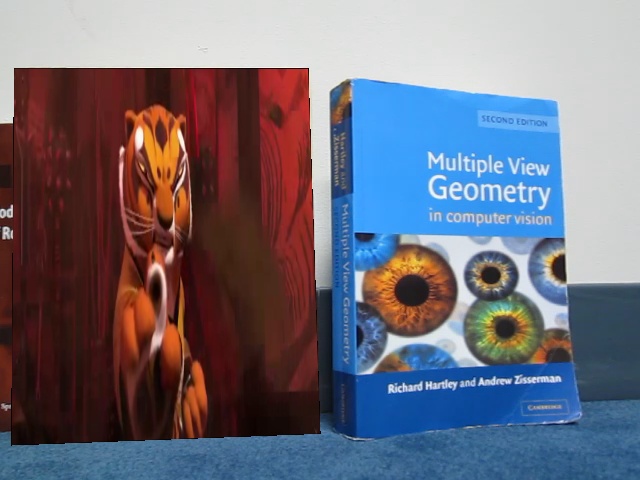 SECOND EDITION
Multiple View
Geometry
in computer vision
Richard Hartley and Andrew Zisserman
CAMBRIDGE
Hartley and
Zisserman
Multiple View Geometry